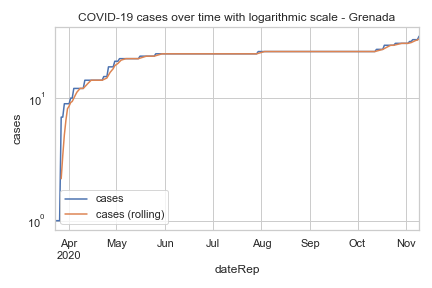 COVID-19 cases over time with logarithmic scale - Grenada
cases
10¹
10⁰
cases
cases (rolling)
Apr May Jun Jul Aug Sep Oct Nov
2020
dateRep